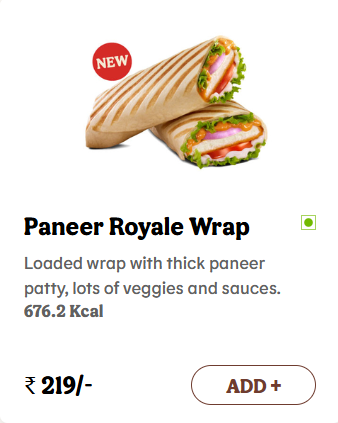 NEW
Paneer Royale Wrap
Loaded wrap with thick paneer
patty, lots of veggies and sauces.
676.2 Kcal
₹ 219/-
ADD +